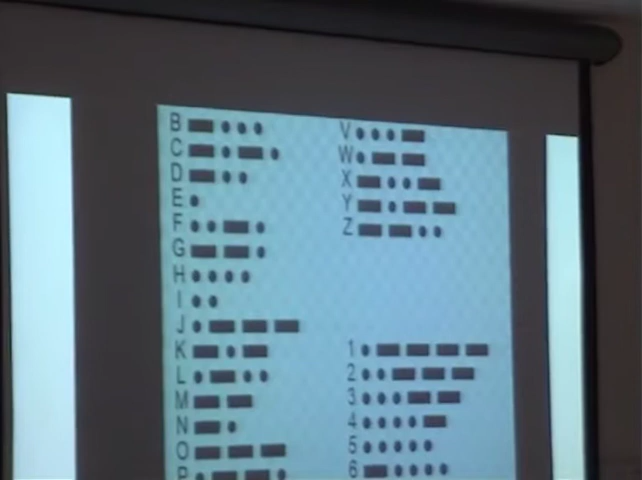 B ▬ • • •
C ▬ • ▬ •
D ▬ • •
E •
F • • ▬ •
G ▬ ▬ •
H • • • •
I • •
J • ▬ ▬ ▬
K ▬ • ▬
L • ▬ • •
M ▬ ▬
N ▬ •
O ▬ ▬ ▬
P • ▬ ▬ •
V • • • ▬
W • ▬ ▬
X ▬ • • ▬
Y ▬ • ▬ ▬
Z ▬ ▬ • •
1 • ▬ ▬ ▬ ▬
2 • • ▬ ▬ ▬
3 • • • ▬ ▬
4 • • • • ▬
5 • • • • •
6 ▬ • • • •